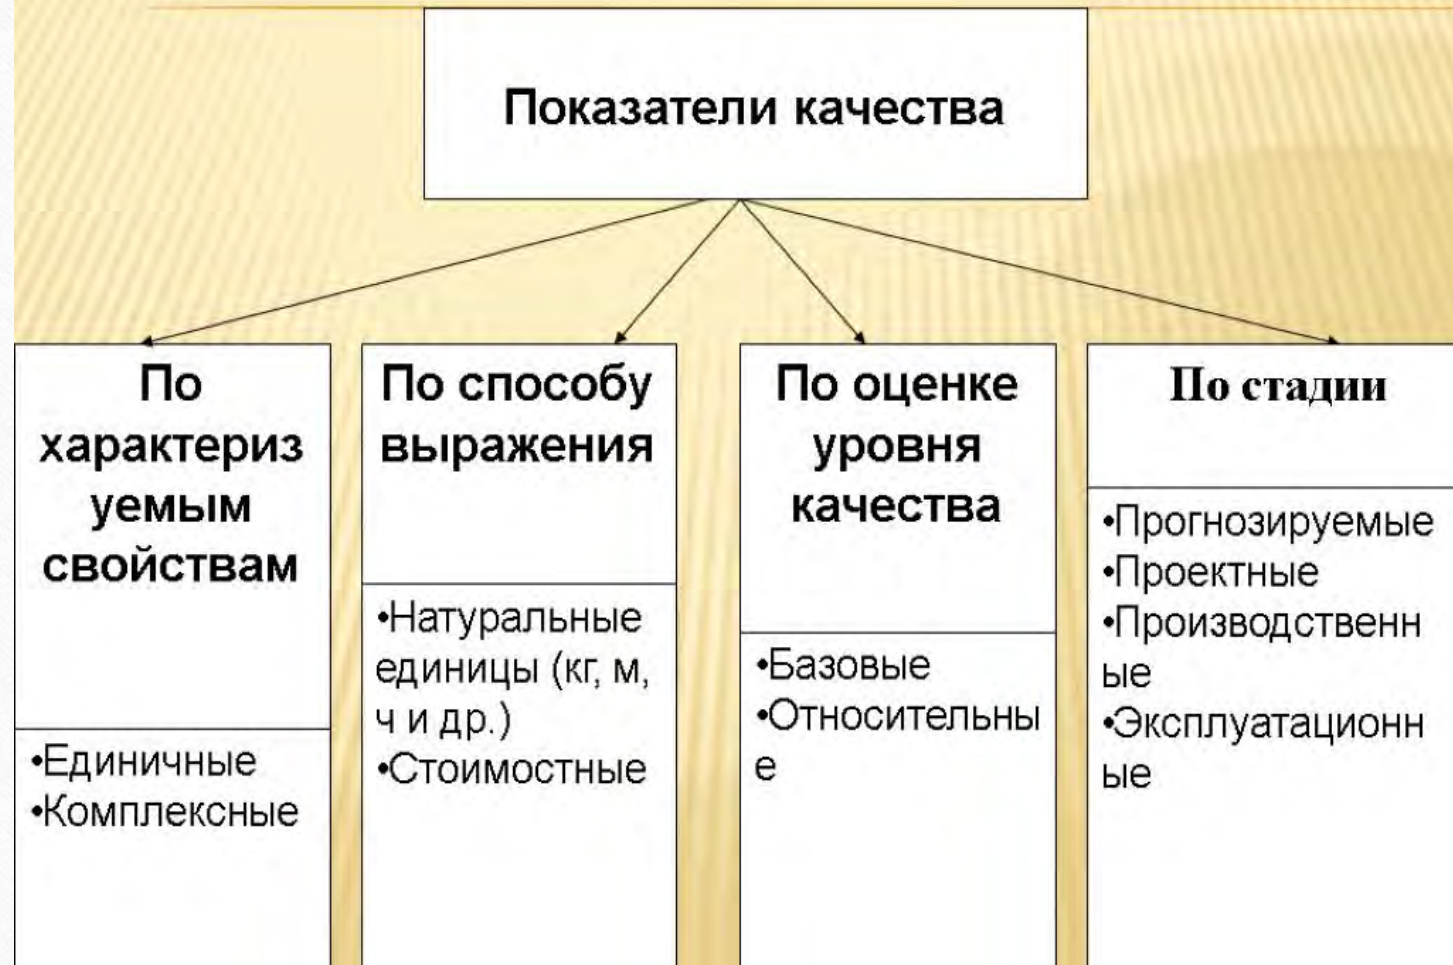 Показатели качества
По
характериз
уемым
свойствам
•Единичные
•Комплексные
По способу
выражения
•Натуральные
единицы (кг, м,
ч и др.)
•Стоимостные
По оценке
уровня
качества
•Базовые
•Относительны
е
По стадии
•Прогнозируемые
•Проектные
•Производственн
ые
•Эксплуатационн
ые